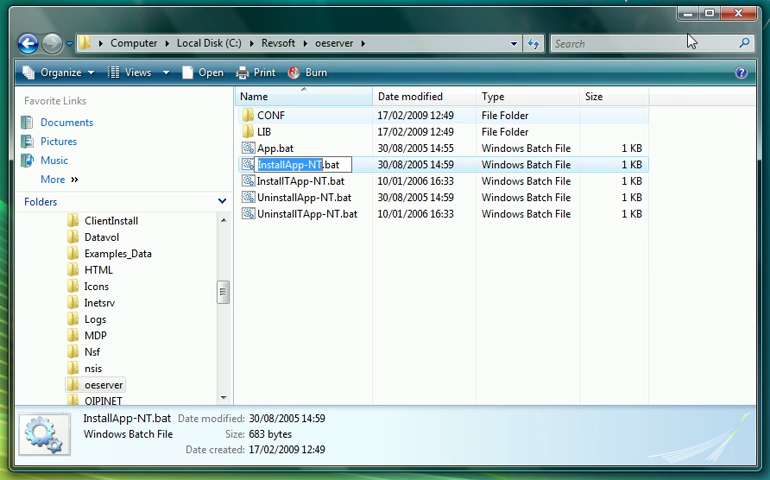 Computer ▸ Local Disk (C:) ▸ Revsoft ▸ oeserver ▸
Search
Organize Views Open Print Burn
Favorite Links
Documents
Pictures
Music
More »
Folders
ClientInstall
Datavol
Examples_Data
HTML
Icons
Inetsrv
Logs
MDP
Nsf
nsis
oeserver
OIPINET
Name Date modified Type Size
CONF 17/02/2009 12:49 File Folder
LIB 17/02/2009 12:49 File Folder
App.bat 30/08/2005 14:55 Windows Batch File 1 KB
InstallApp-NT.bat 30/08/2005 14:59 Windows Batch File 1 KB
InstallTApp-NT.bat 10/01/2006 16:33 Windows Batch File 1 KB
UninstallApp-NT.bat 30/08/2005 14:59 Windows Batch File 1 KB
UninstallTApp-NT.bat 10/01/2006 16:33 Windows Batch File 1 KB
InstallApp-NT.bat Date modified: 30/08/2005 14:59
Windows Batch File Size: 683 bytes
Date created: 17/02/2009 12:49